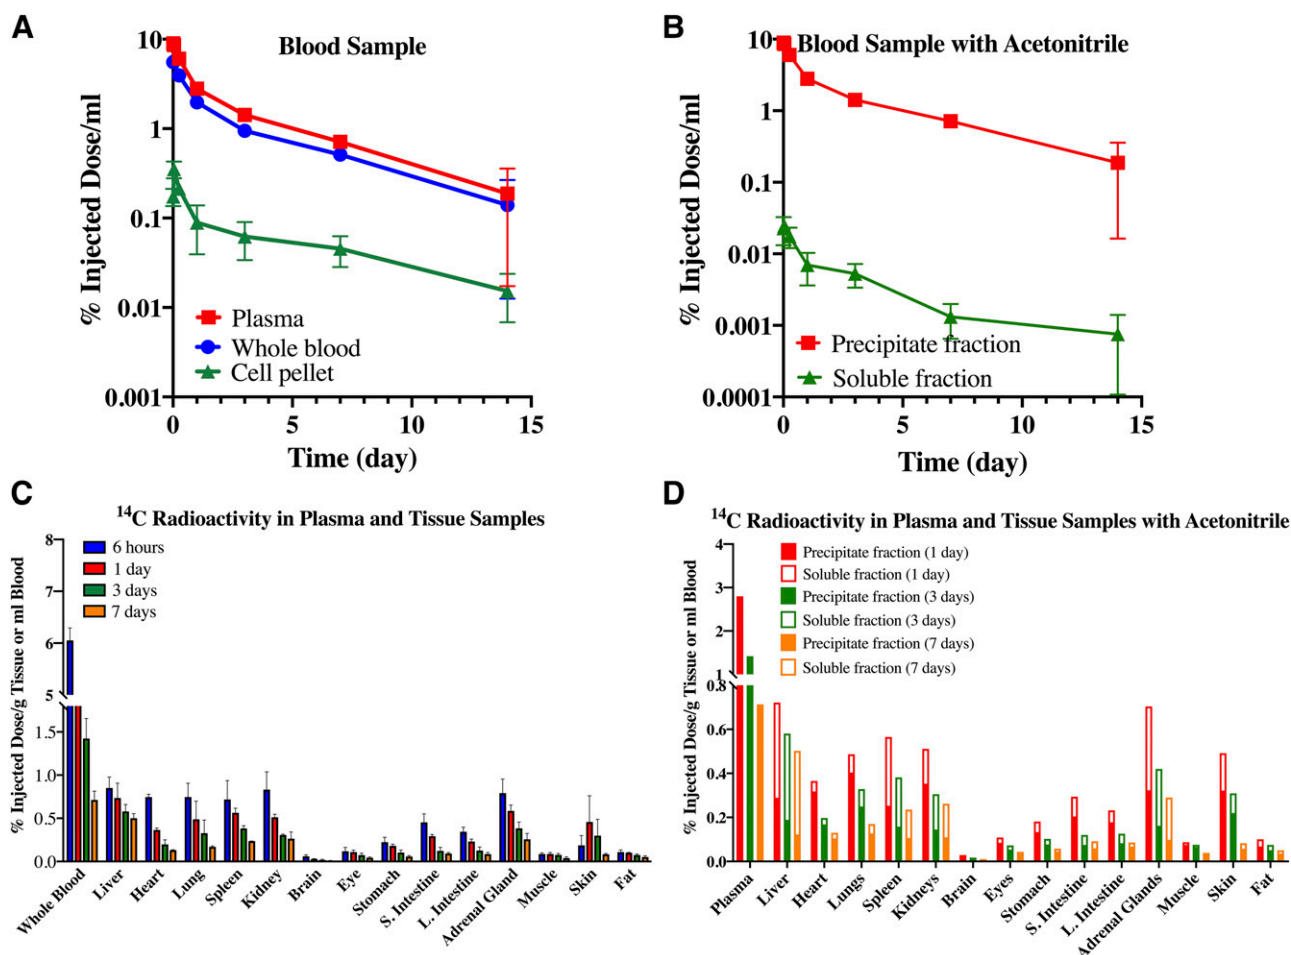 A
Blood Sample
% Injected Dose/ml
10
1
0.1
0.01
0.001
Plasma
Whole blood
Cell pellet
0
5
10
15
Time (day)
B
Blood Sample with Acetonitrile
% Injected Dose/ml
10
1
0.1
0.01
0.001
0.0001
Precipitate fraction
Soluble fraction
0
5
10
15
Time (day)
C
14C Radioactivity in Plasma and Tissue Samples
% Injected Dose/g Tissue or ml Blood
8
7
6
5
1.5
1.0
0.5
0.0
6 hours
1 day
3 days
7 days
Whole Blood
Liver
Heart
Lung
Spleen
Kidney
Brain
Eye
Stomach
S. Intestine
L. Intestine
Adrenal Gland
Muscle
Skin
Fat
D
14C Radioactivity in Plasma and Tissue Samples with Acetonitrile
% Injected Dose/g Tissue or ml Blood
4
3
2
1
0.8
0.6
0.4
0.2
0.0
Precipitate fraction (1 day)
Soluble fraction (1 day)
Precipitate fraction (3 days)
Soluble fraction (3 days)
Precipitate fraction (7 days)
Soluble fraction (7 days)
Plasma
Liver
Heart
Lungs
Spleen
Kidneys
Brain
Eyes
Stomach
S. Intestine
L. Intestine
Adrenal Glands
Muscle
Skin
Fat